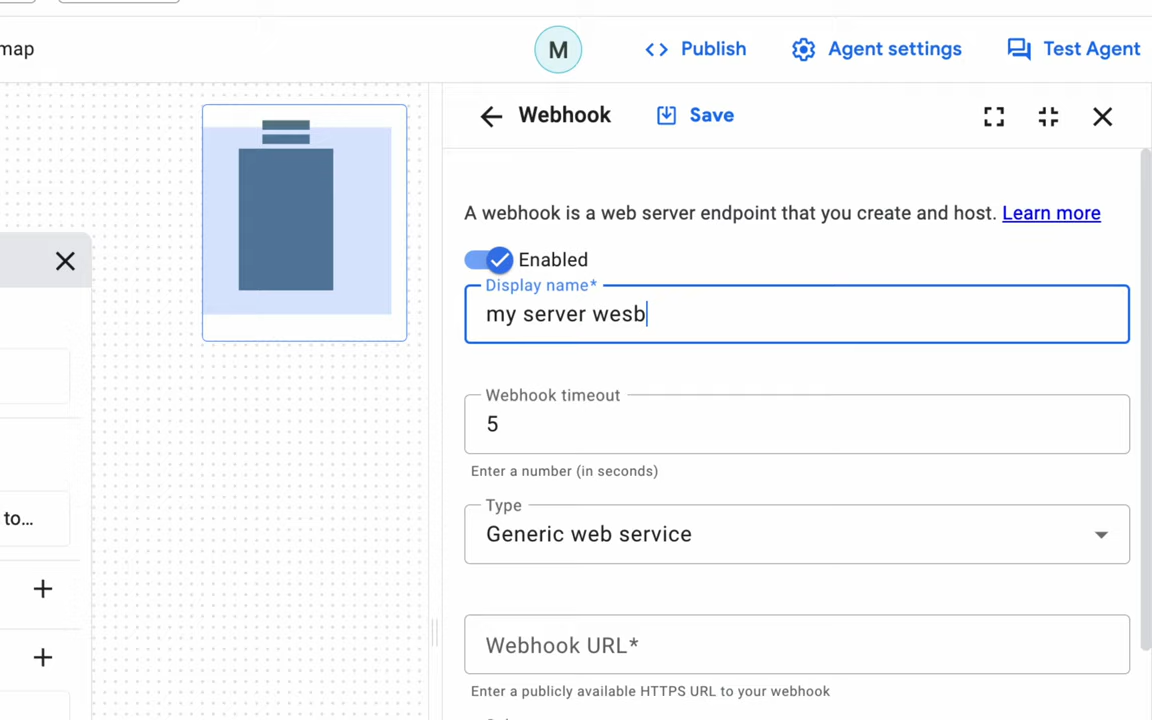 map
M
Publish
Agent settings
Test Agent
Webhook
Save
A webhook is a web server endpoint that you create and host. Learn more
Enabled
Display name*
my server wesb
Webhook timeout
5
Enter a number (in seconds)
to...
Type
Generic web service
Webhook URL*
Enter a publicly available HTTPS URL to your webhook